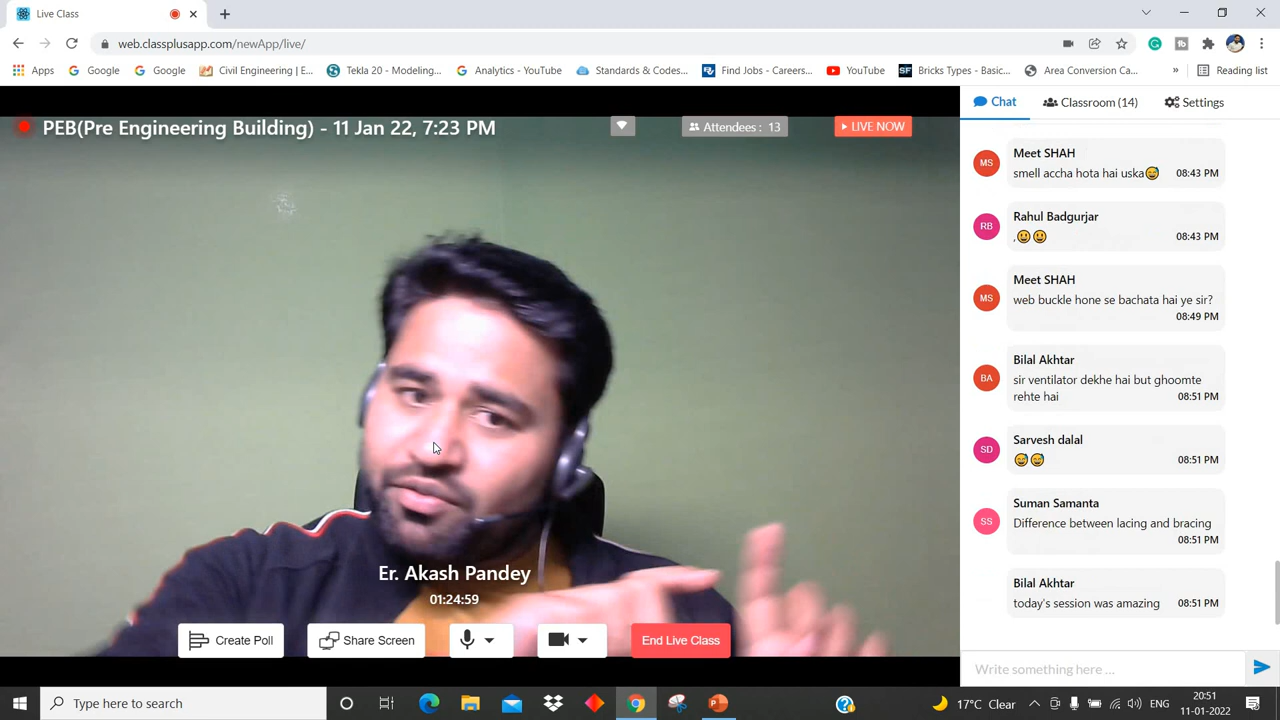 Live Class
web.classplusapp.com/newApp/live/
Apps Google Google Civil Engineering | E... Tekla 20 - Modeling... Analytics - YouTube Standards & Codes... Find Jobs - Careers... YouTube Bricks Types - Basic... Area Conversion Ca... » Reading list
PEB(Pre Engineering Building) - 11 Jan 22, 7:23 PM
Attendees : 13
LIVE NOW
Er. Akash Pandey
01:24:59
Create Poll
Share Screen
End Live Class
Chat Classroom (14) Settings
MS
Meet SHAH
smell accha hota hai uska😅 08:43 PM
RB
Rahul Badgurjar
,😃😃 08:43 PM
MS
Meet SHAH
web buckle hone se bachata hai ye sir?
08:49 PM
BA
Bilal Akhtar
sir ventilator dekhe hai but ghoomte
rehte hai 08:51 PM
SD
Sarvesh dalal
😅😅 08:51 PM
SS
Suman Samanta
Difference between lacing and bracing
08:51 PM
Bilal Akhtar
today's session was amazing 08:51 PM
Write something here ...
Type here to search
17°C Clear
ENG
20:51
11-01-2022